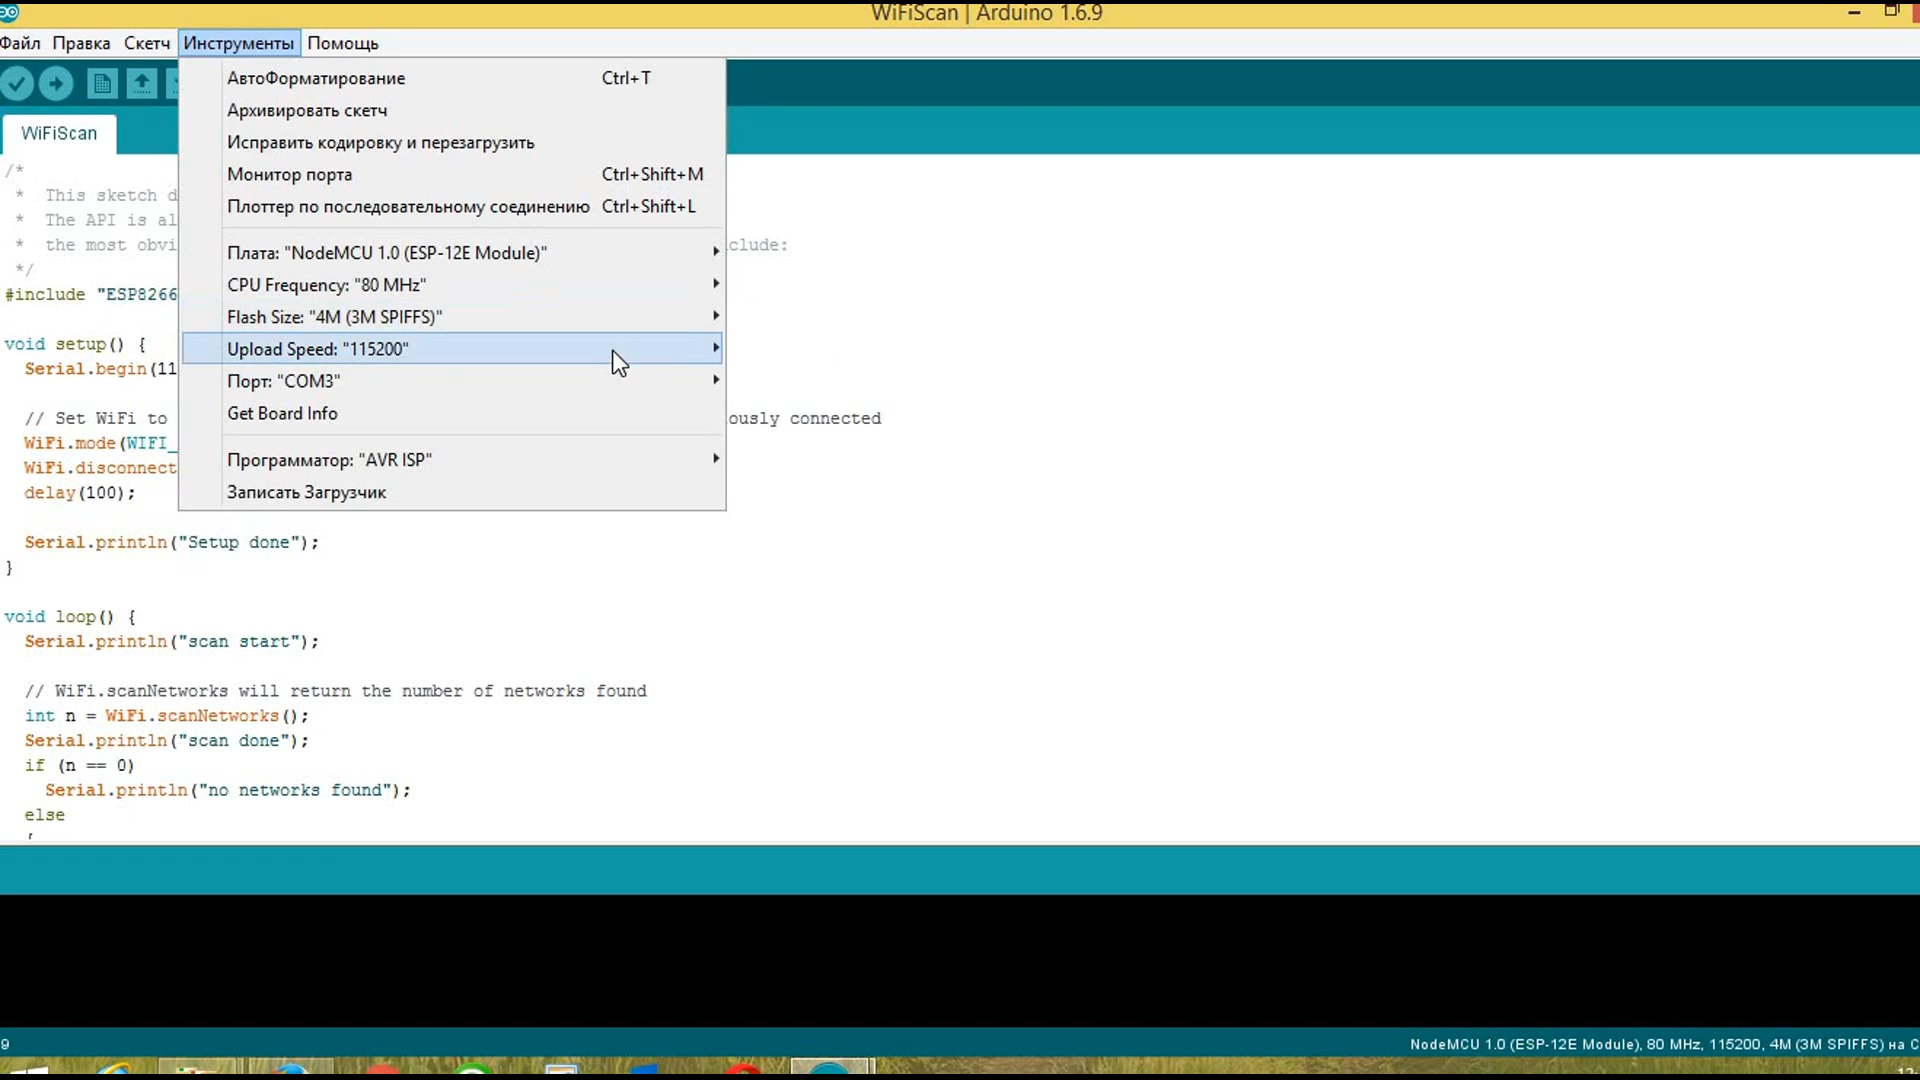 WiFiScan | Arduino 1.6.9
Файл Правка Скетч Инструменты Помощь
АвтоФорматирование Ctrl+T
Архивировать скетч
Исправить кодировку и перезагрузить
Монитор порта Ctrl+Shift+M
Плоттер по последовательному соединению Ctrl+Shift+L
Плата: "NodeMCU 1.0 (ESP-12E Module)"
CPU Frequency: "80 MHz"
Flash Size: "4M (3M SPIFFS)"
Upload Speed: "115200"
Порт: "COM3"
Get Board Info
Программатор: "AVR ISP"
Записать Загрузчик
WiFiScan
/*
* This sketch d
* The API is al
* the most obvi clude:
*/
#include "ESP8266
void setup() {
Serial.begin(11
// Set WiFi to ously connected
WiFi.mode(WIFI_
WiFi.disconnect
delay(100);
Serial.println("Setup done");
}
void loop() {
Serial.println("scan start");
// WiFi.scanNetworks will return the number of networks found
int n = WiFi.scanNetworks();
Serial.println("scan done");
if (n == 0)
Serial.println("no networks found");
else
{
9
NodeMCU 1.0 (ESP-12E Module), 80 MHz, 115200, 4M (3M SPIFFS) на C